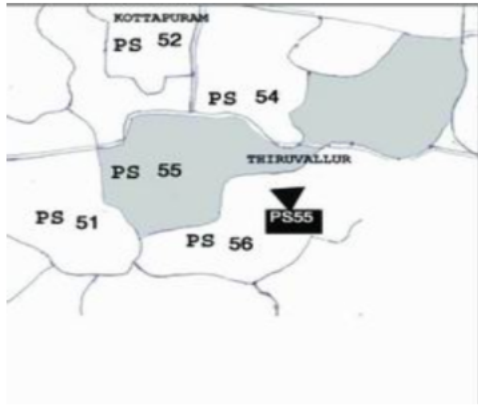 KOTTAPURAM
PS 52
PS 54
THIRUVALLUR
PS 55
PS55
PS 51
PS 56